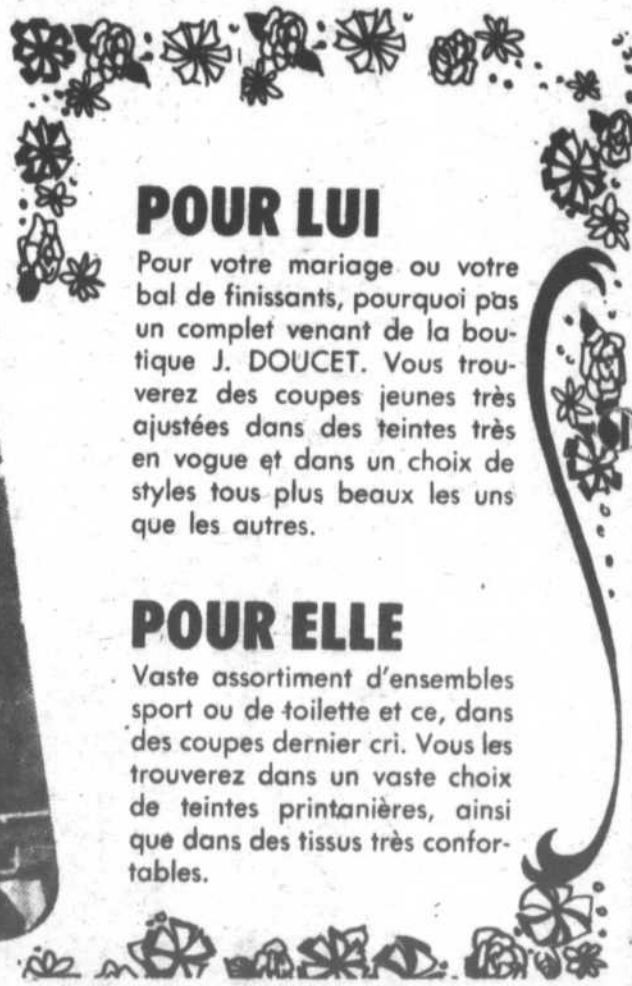 POUR LUI
Pour votre mariage ou votre
bal de finissants, pourquoi pas
un complet venant de la bou-
tique J. DOUCET. Vous trou-
verez des coupes jeunes très
ajustées dans des teintes très
en vogue et dans un choix de
styles tous plus beaux les uns
que les autres.
POUR ELLE
Vaste assortiment d'ensembles
sport ou de toilette et ce, dans
des coupes dernier cri. Vous les
trouverez dans un vaste choix
de teintes printanières, ainsi
que dans des tissus très confor-
tables.